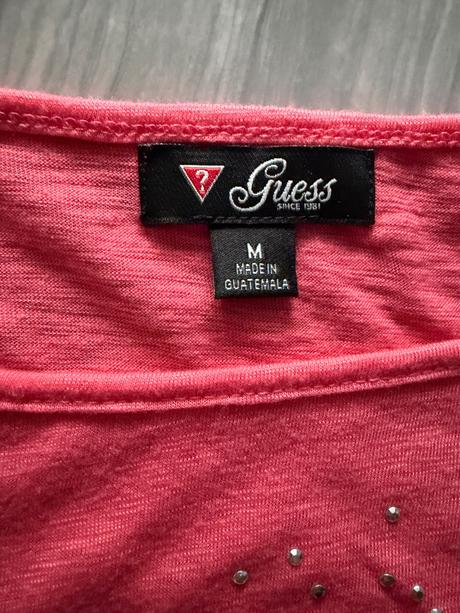 ?
Guess
SINCE 1981
M
MADE IN
GUATEMALA